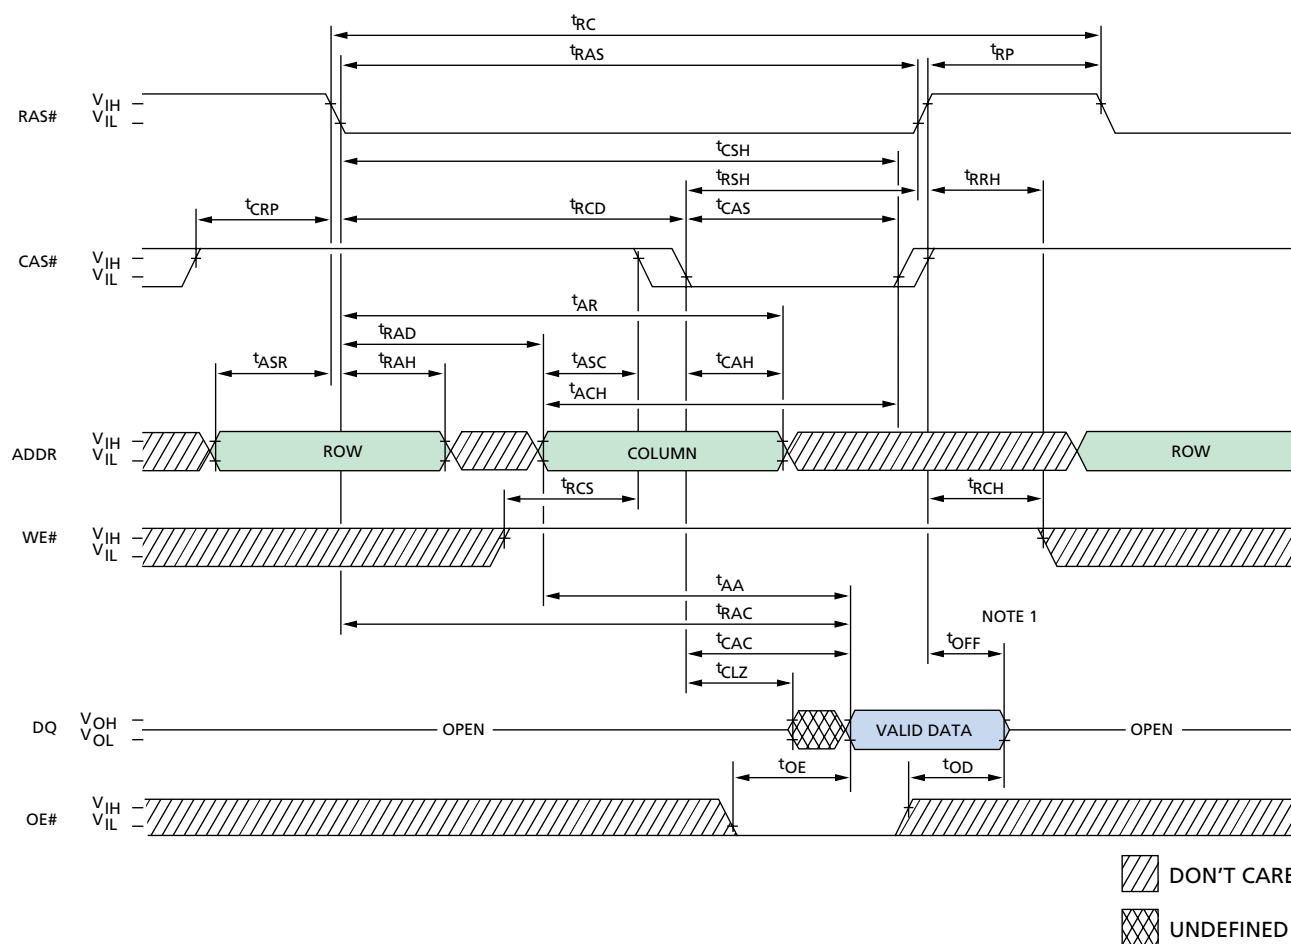 tRC
tRAS
tRP
RAS#
VIH
VIL
tCSH
tRSH
tRRH
tCRP
tRCD
tCAS
CAS#
VIH
VIL
tAR
tRAD
tASR
tRAH
tASC
tCAH
tACH
ADDR
VIH
VIL
ROW
COLUMN
ROW
tRCS
tRCH
WE#
VIH
VIL
tAA
tRAC
NOTE 1
tCAC
tOFF
tCLZ
DQ
VOH
VOL
OPEN
VALID DATA
OPEN
tOE
tOD
OE#
VIH
VIL
DON'T CARE
UNDEFINED